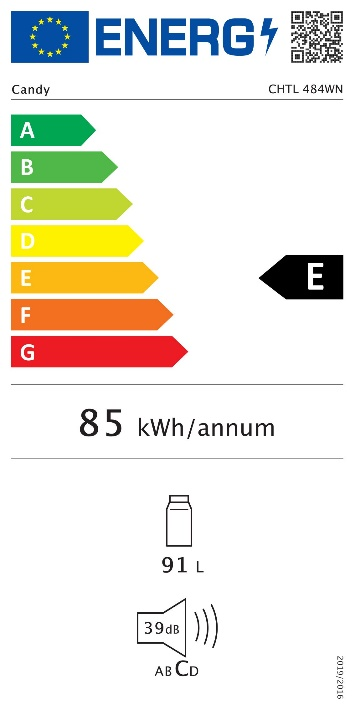 ENERG
Candy CHTL 484WN
A
B
C
D
E
E
F
G
85 kWh/annum
91 L
39dB
ABCD
2019/2016